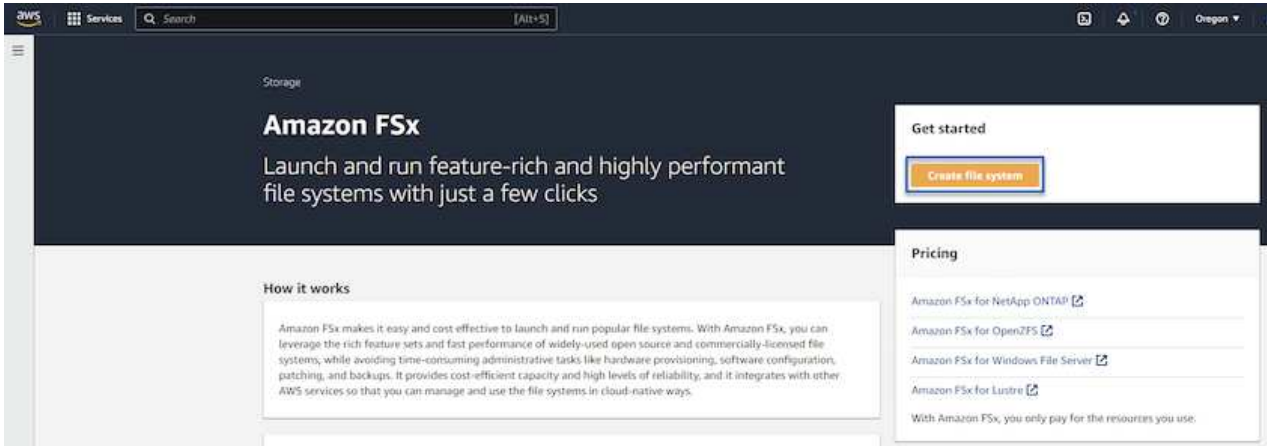 aws Services Search [Alt+S] Oregon
Storage
Amazon FSx
Launch and run feature-rich and highly performant
file systems with just a few clicks
Get started
Create file system
How it works
Amazon FSx makes it easy and cost effective to launch and run popular file systems. With Amazon FSx, you can
leverage the rich feature sets and fast performance of widely-used open source and commercially-licensed file
systems, while avoiding time-consuming administrative tasks like hardware provisioning, software configuration,
patching, and backups. It provides cost-efficient capacity and high levels of reliability, and it integrates with other
AWS services so that you can manage and use the file systems in cloud-native ways.
Pricing
Amazon FSx for NetApp ONTAP
Amazon FSx for OpenZFS
Amazon FSx for Windows File Server
Amazon FSx for Lustre
With Amazon FSx, you only pay for the resources you use.